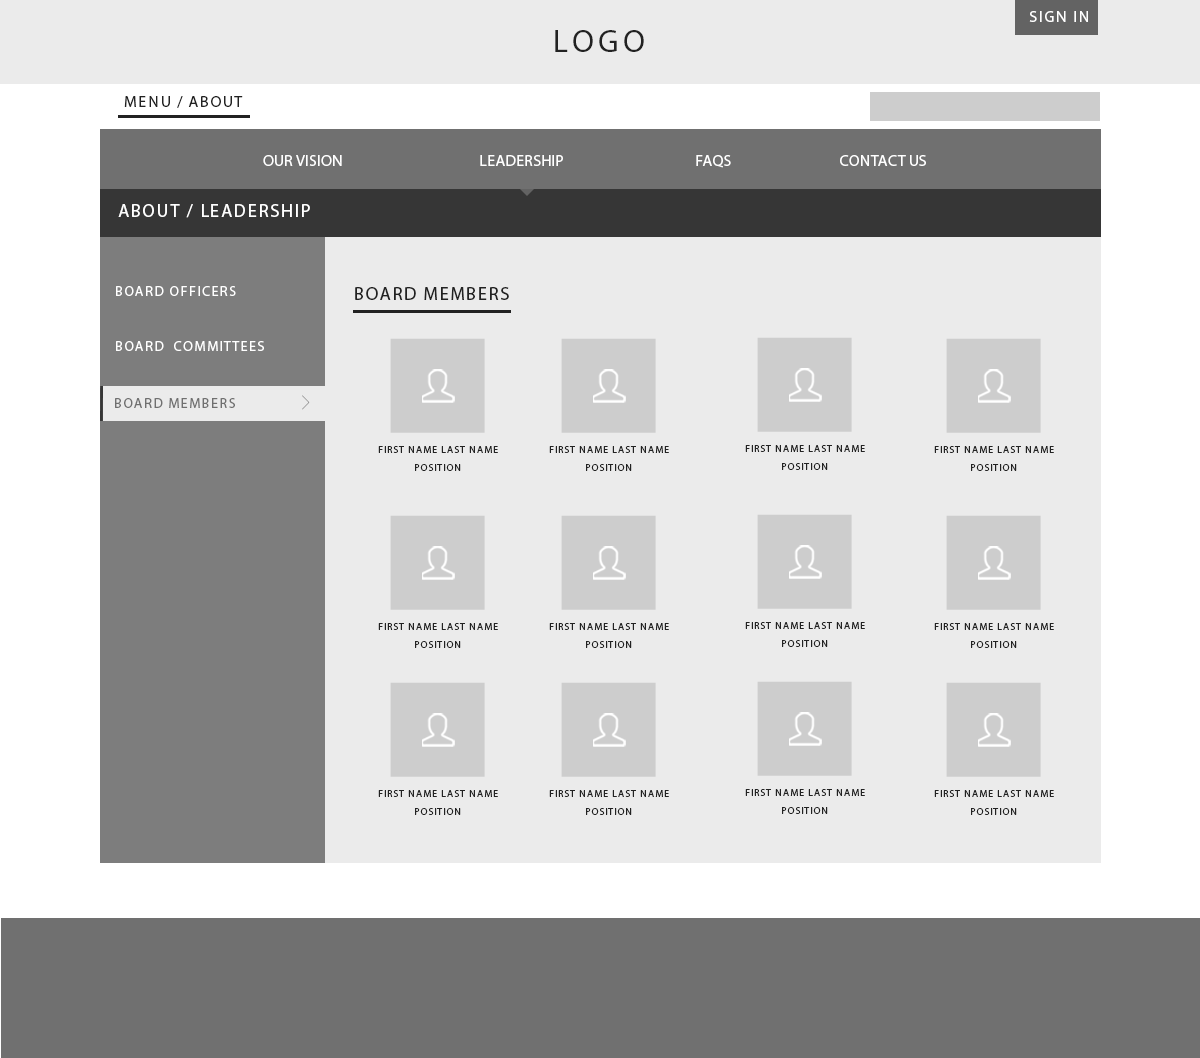 SIGN IN
LOGO
MENU / ABOUT
OUR VISION LEADERSHIP FAQS CONTACT US
ABOUT / LEADERSHIP
BOARD OFFICERS
BOARD COMMITTEES
BOARD MEMBERS
BOARD MEMBERS
FIRST NAME LAST NAME FIRST NAME LAST NAME FIRST NAME LAST NAME FIRST NAME LAST NAME
POSITION POSITION POSITION POSITION
FIRST NAME LAST NAME FIRST NAME LAST NAME FIRST NAME LAST NAME FIRST NAME LAST NAME
POSITION POSITION POSITION POSITION
FIRST NAME LAST NAME FIRST NAME LAST NAME FIRST NAME LAST NAME FIRST NAME LAST NAME
POSITION POSITION POSITION POSITION